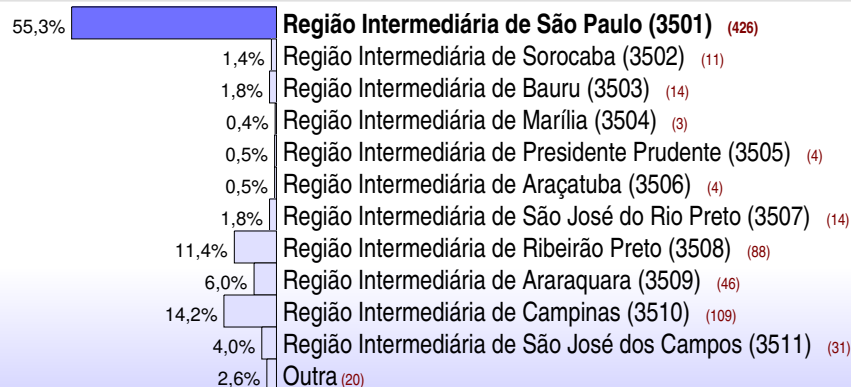 55,3% Região Intermediária de São Paulo (3501) (426)
1,4% Região Intermediária de Sorocaba (3502) (11)
1,8% Região Intermediária de Bauru (3503) (14)
0,4% Região Intermediária de Marília (3504) (3)
0,5% Região Intermediária de Presidente Prudente (3505) (4)
0,5% Região Intermediária de Araçatuba (3506) (4)
1,8% Região Intermediária de São José do Rio Preto (3507) (14)
11,4% Região Intermediária de Ribeirão Preto (3508) (88)
6,0% Região Intermediária de Araraquara (3509) (46)
14,2% Região Intermediária de Campinas (3510) (109)
4,0% Região Intermediária de São José dos Campos (3511) (31)
2,6% Outra (20)